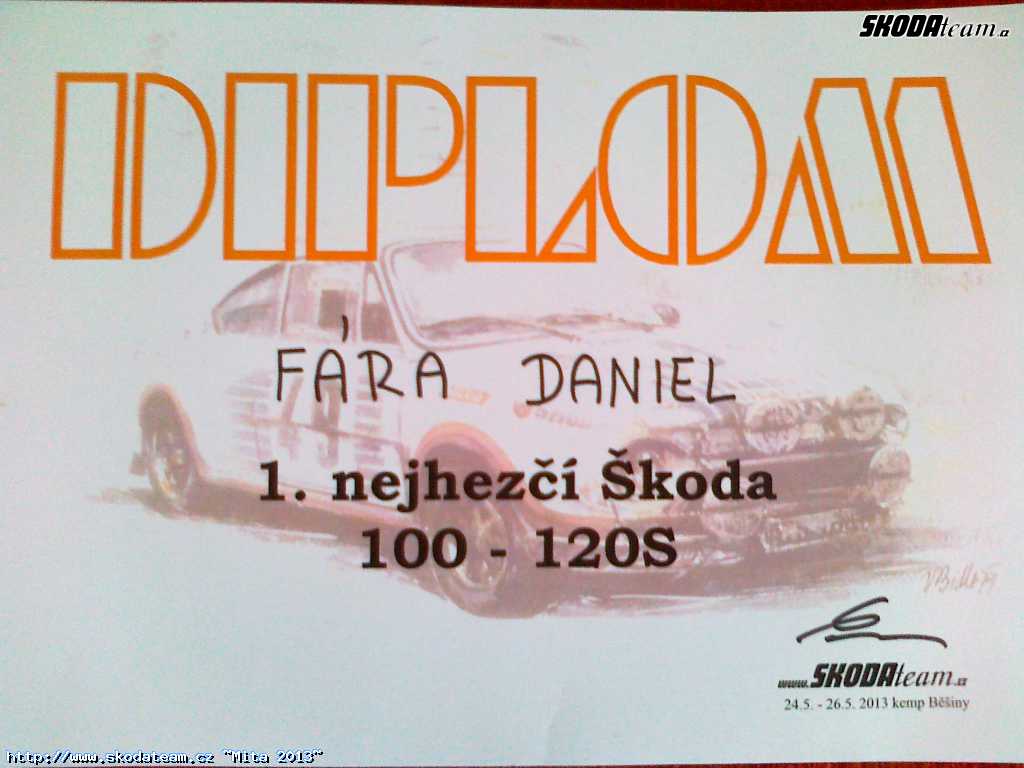 SKODAteam.cz
DIPLOM
FÁRA DANIEL
1. nejhezčí Škoda
100 - 120S
www.SKODAteam.cz
24.5. - 26.5. 2013 kemp Běšiny
http://www.skodateam.cz ~Mita 2013~